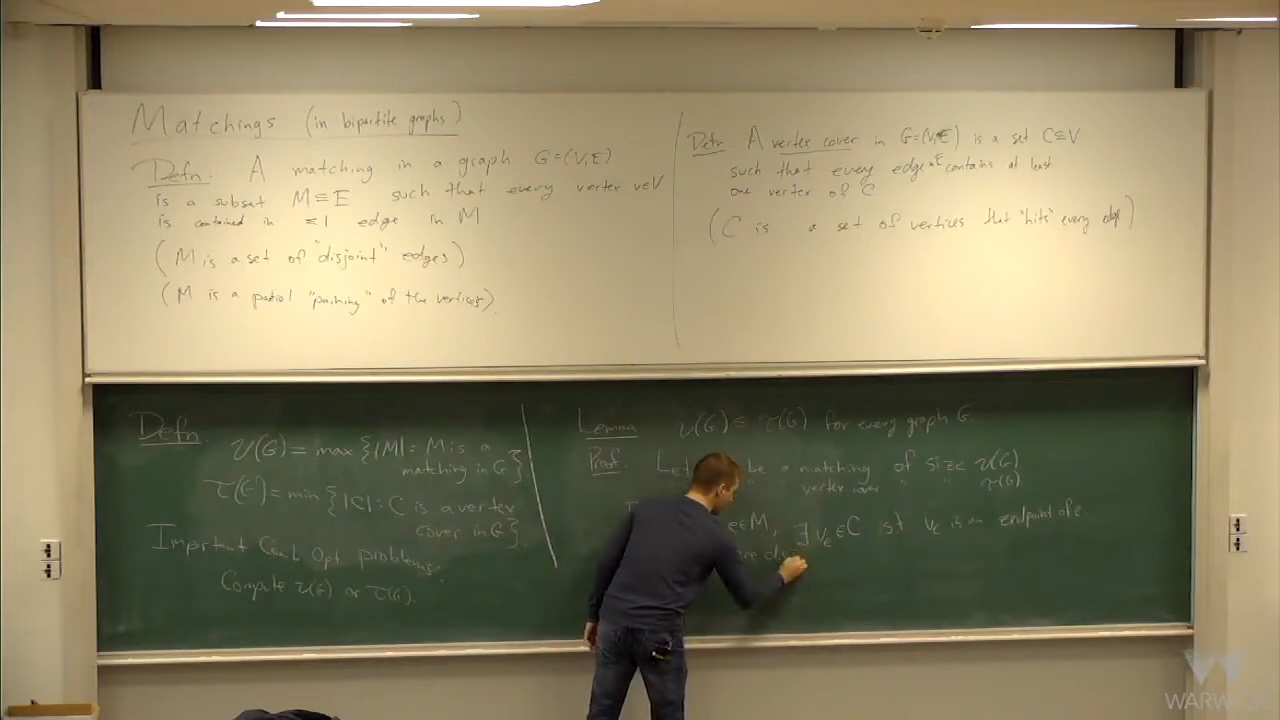 Matchings (in bipartite graphs)
Defn. A matching in a graph G=(V,E)
is a subset M⊆E such that every vertex v∈V
is contained in ≤1 edge in M
(M is a set of "disjoint" edges)
(M is a partial "pairing" of the vertices).
Defn. A vertex cover in G=(V,E) is a set C⊆V
such that every edge e∈E contains at least
one vertex of C
(C is a set of vertices that "hits" every edge)
Defn. ν(G) = max {|M|: M is a
matching in G}
τ(G) = min {|C|: C is a vertex
cover in G}.
Important Comb Opt problems:
Compute ν(G) or τ(G).
Lemma ν(G) ≤ τ(G) for every graph G.
Proof. Let be a matching of size ν(G)
" " vertex cover " " τ(G)
e∈M, ∃ v_e∈C s.t v_e is an endpoint of e.
are disj
WARWICK